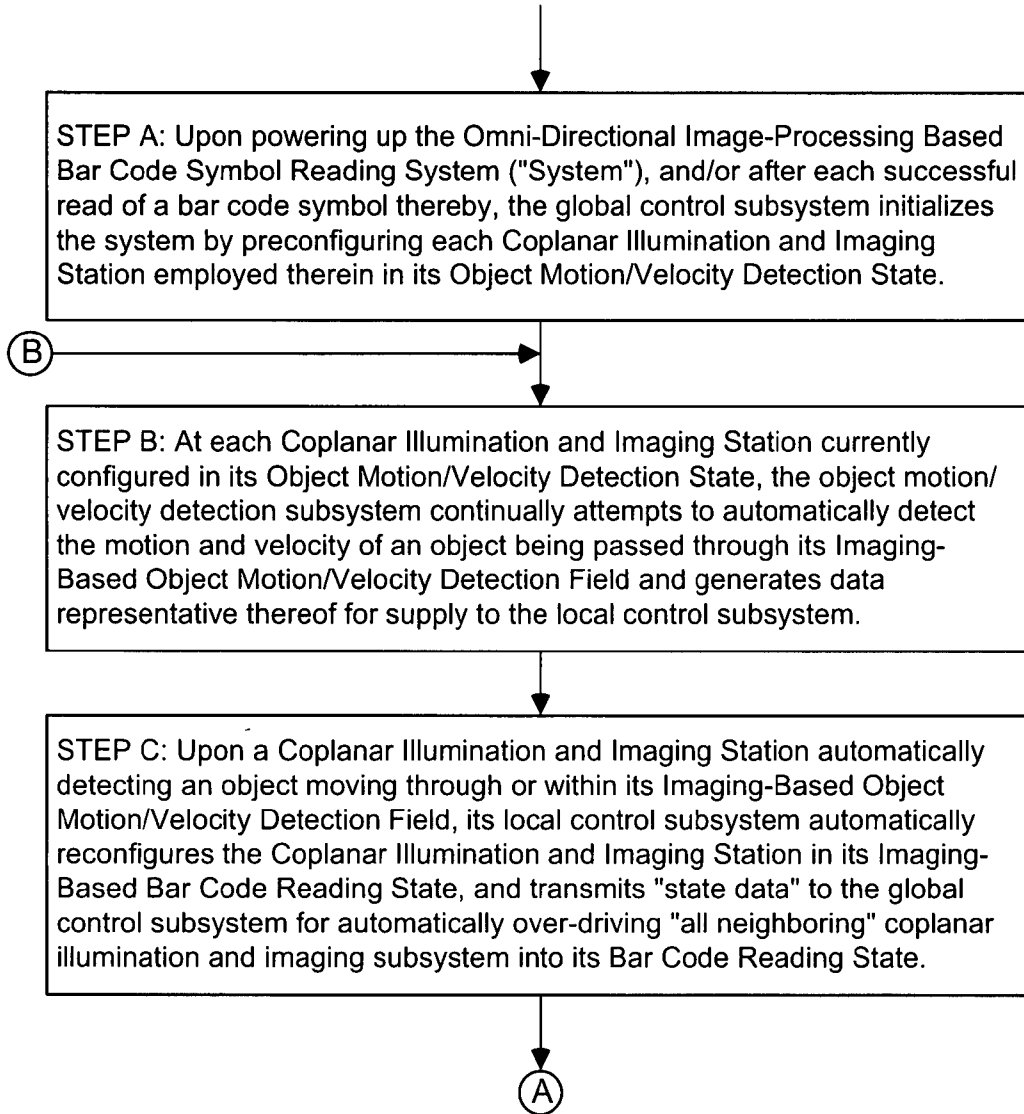 STEP A: Upon powering up the Omni-Directional Image-Processing Based
Bar Code Symbol Reading System ("System"), and/or after each successful
read of a bar code symbol thereby, the global control subsystem initializes
the system by preconfiguring each Coplanar Illumination and Imaging
Station employed therein in its Object Motion/Velocity Detection State.
B
STEP B: At each Coplanar Illumination and Imaging Station currently
configured in its Object Motion/Velocity Detection State, the object motion/
velocity detection subsystem continually attempts to automatically detect
the motion and velocity of an object being passed through its Imaging-
Based Object Motion/Velocity Detection Field and generates data
representative thereof for supply to the local control subsystem.
STEP C: Upon a Coplanar Illumination and Imaging Station automatically
detecting an object moving through or within its Imaging-Based Object
Motion/Velocity Detection Field, its local control subsystem automatically
reconfigures the Coplanar Illumination and Imaging Station in its Imaging-
Based Bar Code Reading State, and transmits "state data" to the global
control subsystem for automatically over-driving "all neighboring" coplanar
illumination and imaging subsystem into its Bar Code Reading State.
A